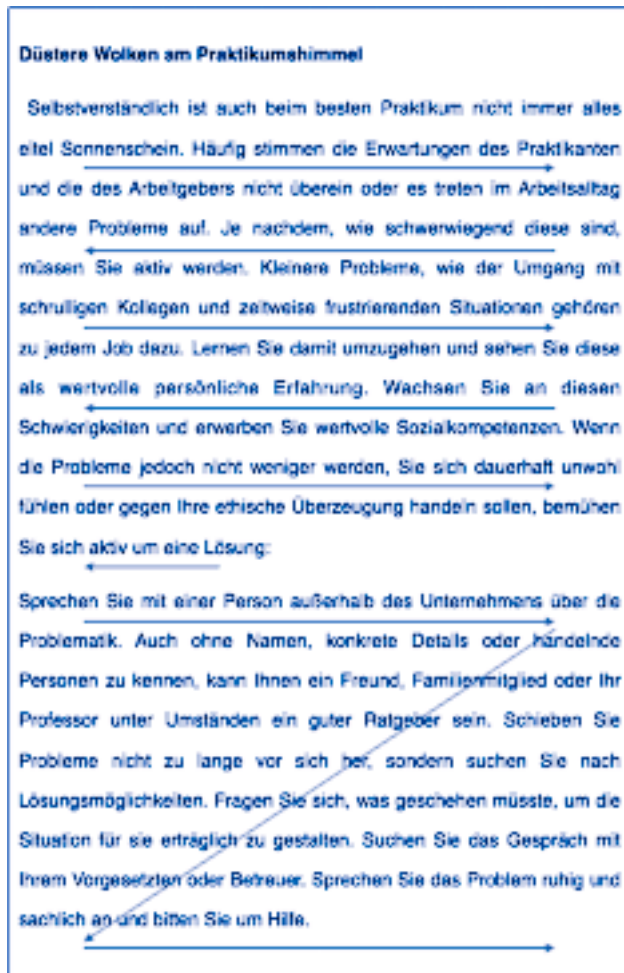 Düstere Wolken am Praktikumshimmel
Selbstverständlich ist auch beim besten Praktikum nicht immer alles
eitel Sonnenschein. Häufig stimmen die Erwartungen des Praktikanten
und die des Arbeitgebers nicht überein oder es treten im Arbeitsalltag
andere Probleme auf. Je nachdem, wie schwerwiegend diese sind,
müssen Sie aktiv werden. Kleinere Probleme, wie der Umgang mit
schrulligen Kollegen und zeitweise frustrierenden Situationen gehören
zu jedem Job dazu. Lernen Sie damit umzugehen und sehen Sie diese
als wertvolle persönliche Erfahrung. Wachsen Sie an diesen
Schwierigkeiten und erwerben Sie wertvolle Sozialkompetenzen. Wenn
die Probleme jedoch nicht weniger werden, Sie sich dauerhaft unwohl
fühlen oder gegen Ihre ethische Überzeugung handeln sollen, bemühen
Sie sich aktiv um eine Lösung:
Sprechen Sie mit einer Person außerhalb des Unternehmens über die
Problematik. Auch ohne Namen, konkrete Details oder handelnde
Personen zu kennen, kann Ihnen ein Freund, Familienmitglied oder Ihr
Professor unter Umständen ein guter Ratgeber sein. Schieben Sie
Probleme nicht zu lange vor sich her, sondern suchen Sie nach
Lösungsmöglichkeiten. Fragen Sie sich, was geschehen müsste, um die
Situation für sie erträglich zu gestalten. Suchen Sie das Gespräch mit
Ihrem Vorgesetzten oder Betreuer. Sprechen Sie das Problem ruhig und
sachlich an und bitten Sie um Hilfe.